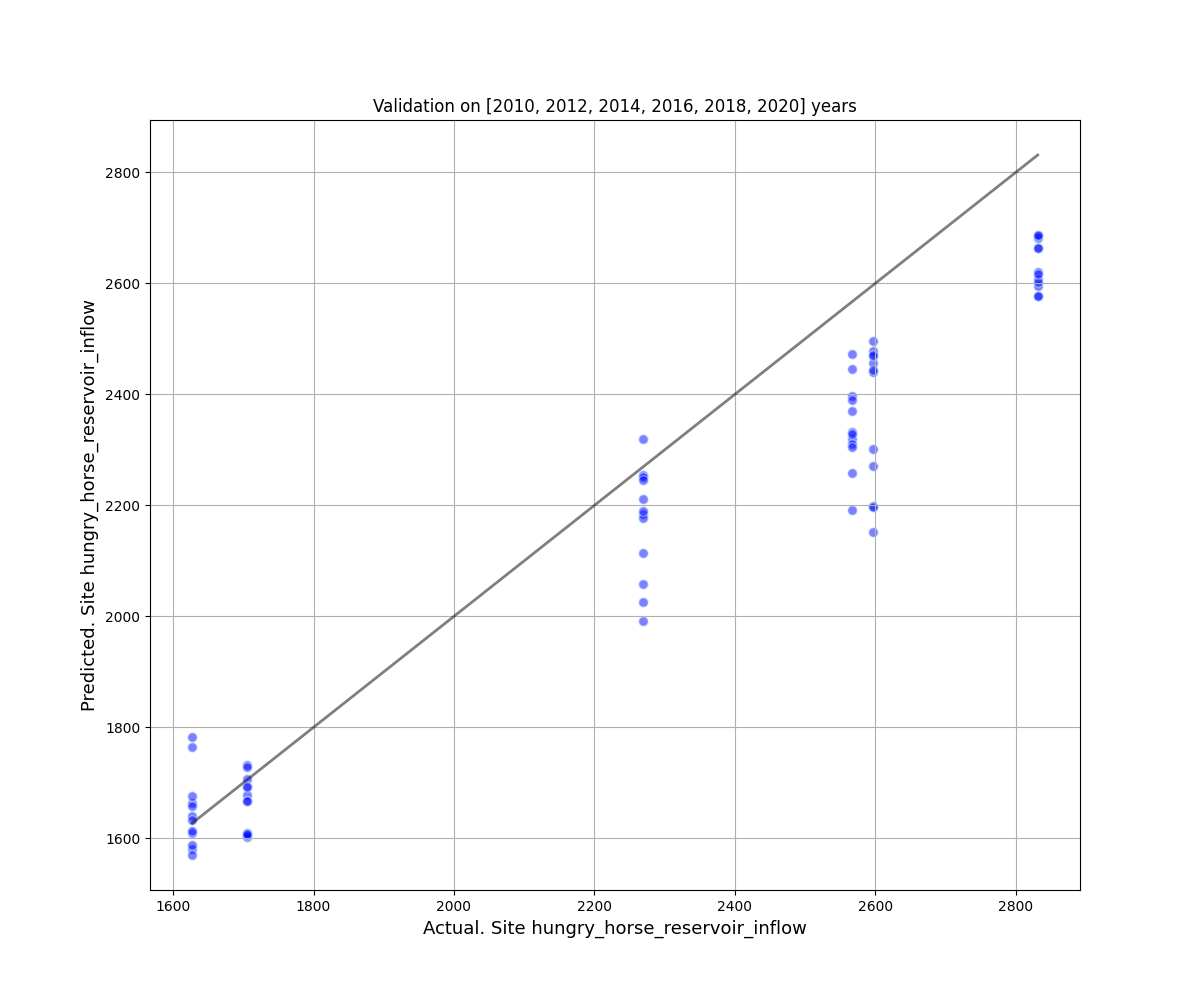 Validation on [2010, 2012, 2014, 2016, 2018, 2020] years
Predicted. Site hungry_horse_reservoir_inflow
2800
2600
2400
2200
2000
1800
1600
1600 1800 2000 2200 2400 2600 2800
Actual. Site hungry_horse_reservoir_inflow